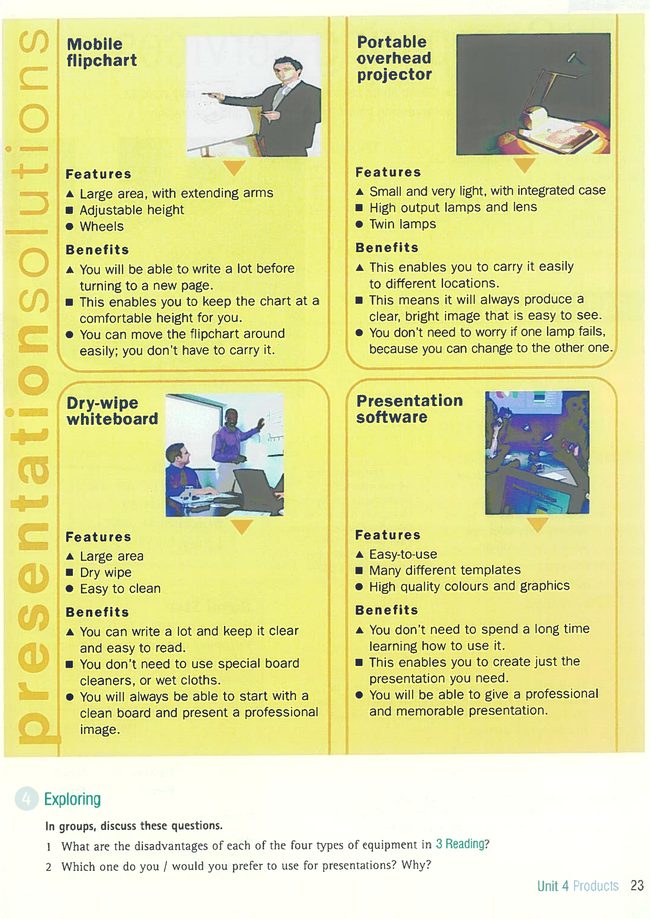 presentationsolutions
Mobile
flipchart
Features
▲ Large area, with extending arms
■ Adjustable height
● Wheels
Benefits
▲ You will be able to write a lot before
turning to a new page.
■ This enables you to keep the chart at a
comfortable height for you.
● You can move the flipchart around
easily; you don't have to carry it.
Portable
overhead
projector
Features
▲ Small and very light, with integrated case
■ High output lamps and lens
● Twin lamps
Benefits
▲ This enables you to carry it easily
to different locations.
■ This means it will always produce a
clear, bright image that is easy to see.
● You don't need to worry if one lamp fails,
because you can change to the other one.
Dry-wipe
whiteboard
Features
▲ Large area
■ Dry wipe
● Easy to clean
Benefits
▲ You can write a lot and keep it clear
and easy to read.
■ You don't need to use special board
cleaners, or wet cloths.
● You will always be able to start with a
clean board and present a professional
image.
Presentation
software
Features
▲ Easy-to-use
■ Many different templates
● High quality colours and graphics
Benefits
▲ You don't need to spend a long time
learning how to use it.
■ This enables you to create just the
presentation you need.
● You will be able to give a professional
and memorable presentation.
4 Exploring
In groups, discuss these questions.
1 What are the disadvantages of each of the four types of equipment in 3 Reading?
2 Which one do you / would you prefer to use for presentations? Why?
Unit 4 Products 23